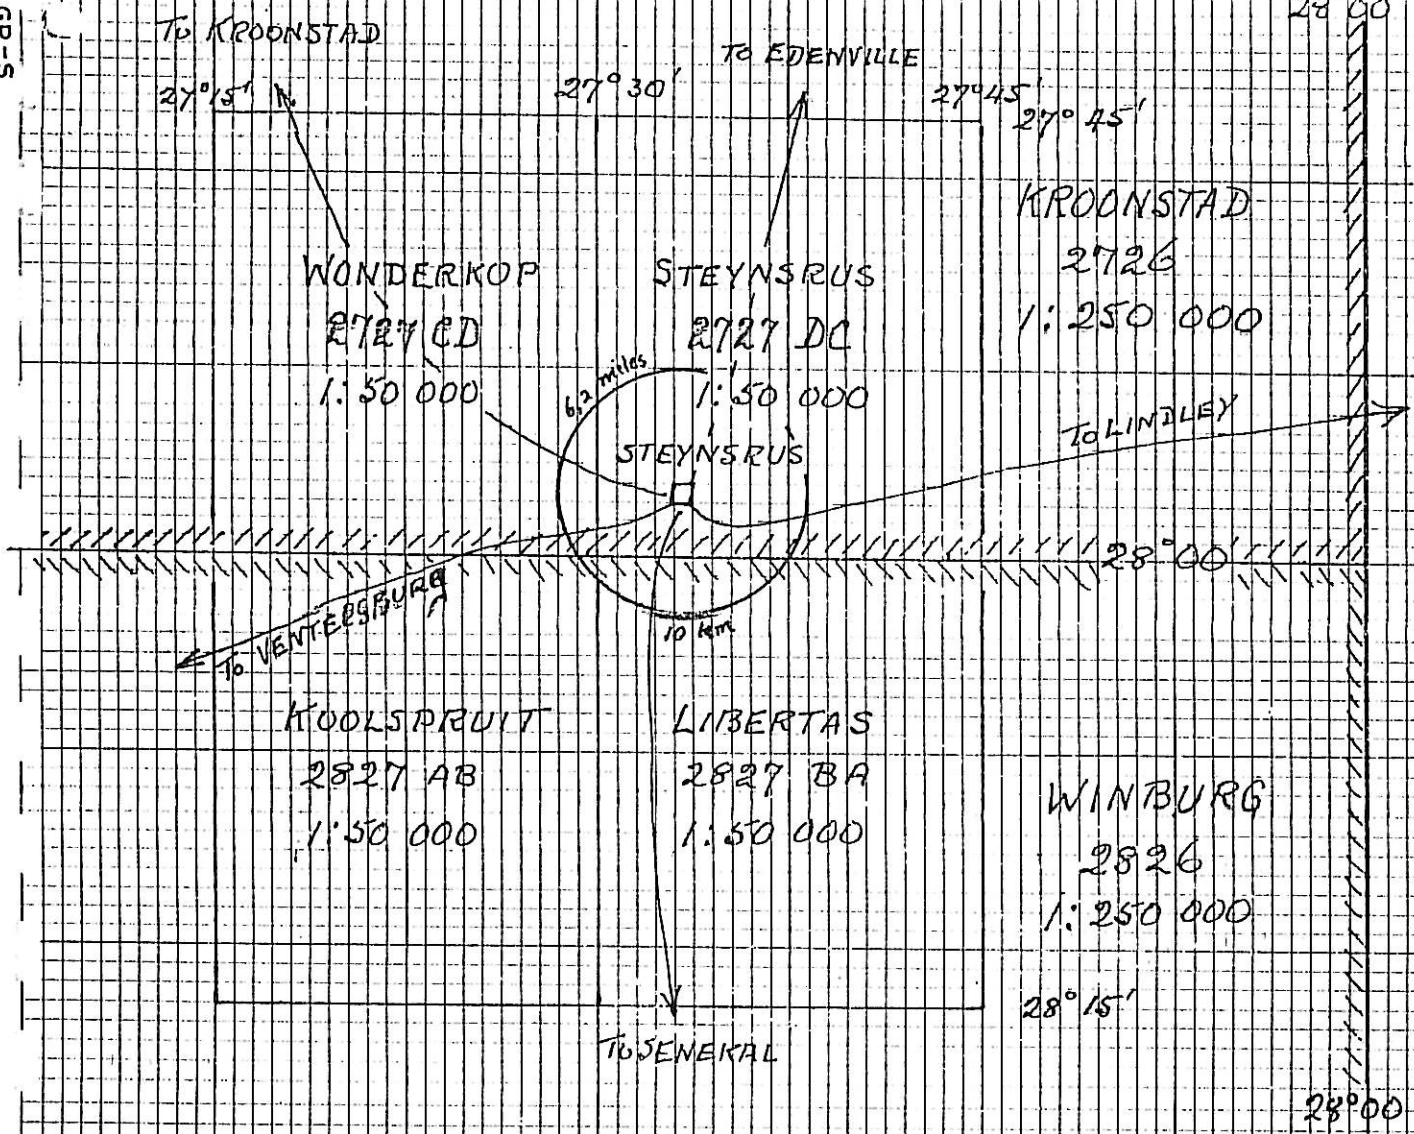 GP-S
28°00
To KROONSTAD
TO EDENVILLE
27°15'
27°30'
27°45'
27°45'
KROONSTAD
2726
1:250 000
WONDERKOP
2727 CD
1:50 000
STEYNSRUS
2727 DC
1:50 000
6,2 miles
STEYNSRUS
To LINDLEY
28°00'
To VENTERSBURG
10 km
KOOLSPRUIT
2827 AB
1:50 000
LIBERTAS
2827 BA
1:50 000
WINBURG
2826
1:250 000
28°15'
To SENEKAL
28°00